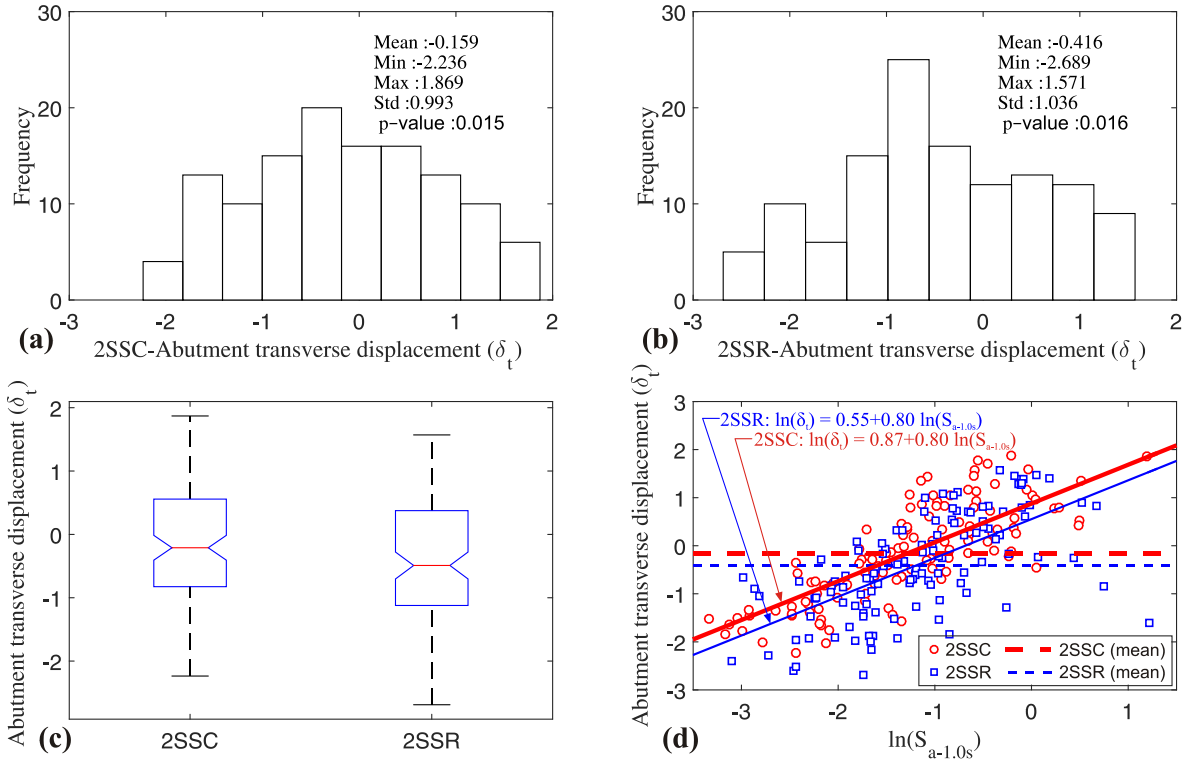 Mean :-0.159
Min :-2.236
Max :1.869
Std :0.993
p-value :0.015
30
20
10
0
Frequency
-3 -2 -1 0 1 2
(a)
2SSC-Abutment transverse displacement (δt)
Mean :-0.416
Min :-2.689
Max :1.571
Std :1.036
p-value :0.016
30
20
10
0
Frequency
-3 -2 -1 0 1 2
(b)
2SSR-Abutment transverse displacement (δt)
Abutment transverse displacement (δt)
2
1
0
-1
-2
(c)
2SSC 2SSR
Abutment transverse displacement (δt)
3
2
1
0
-1
-2
-3
2SSR: ln(δt) = 0.55+0.80 ln(Sa-1.0s)
2SSC: ln(δt) = 0.87+0.80 ln(Sa-1.0s)
2SSC 2SSC (mean)
2SSR 2SSR (mean)
-3 -2 -1 0 1
(d)
ln(Sa-1.0s)